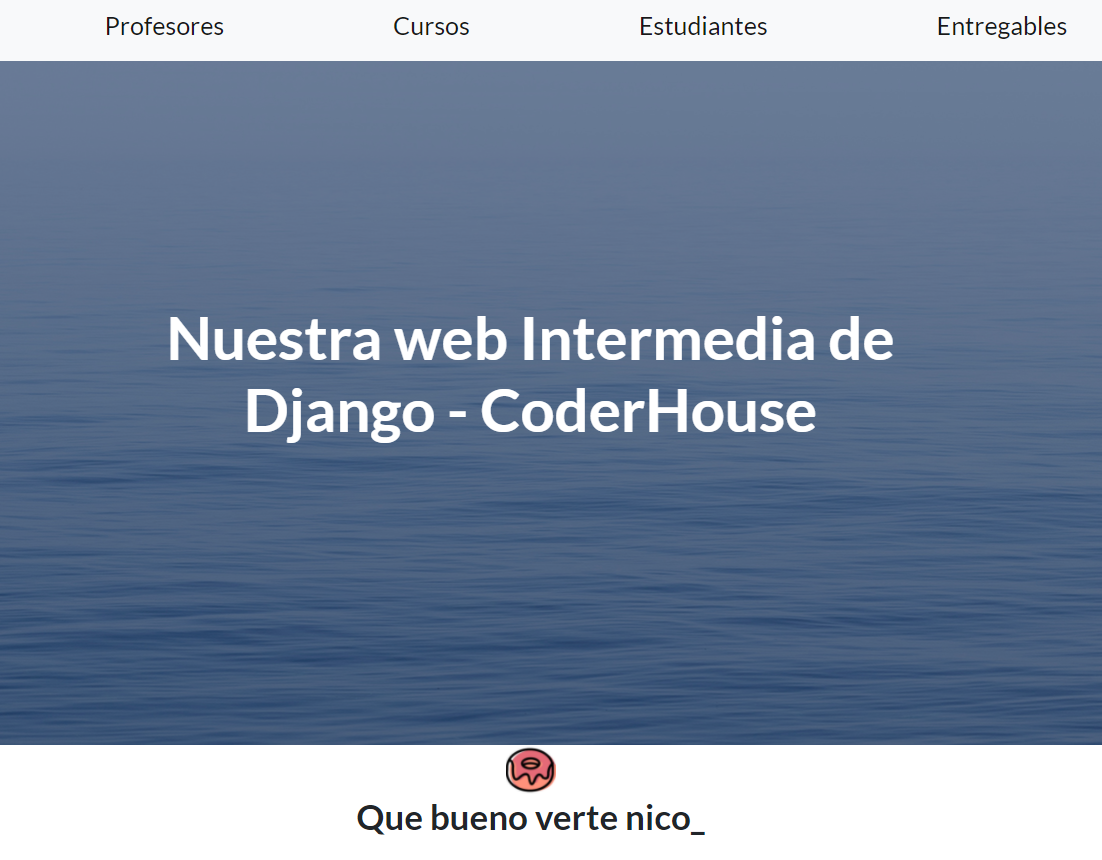 Profesores Cursos Estudiantes Entregables
Nuestra web Intermedia de
Django - CoderHouse
Que bueno verte nico_